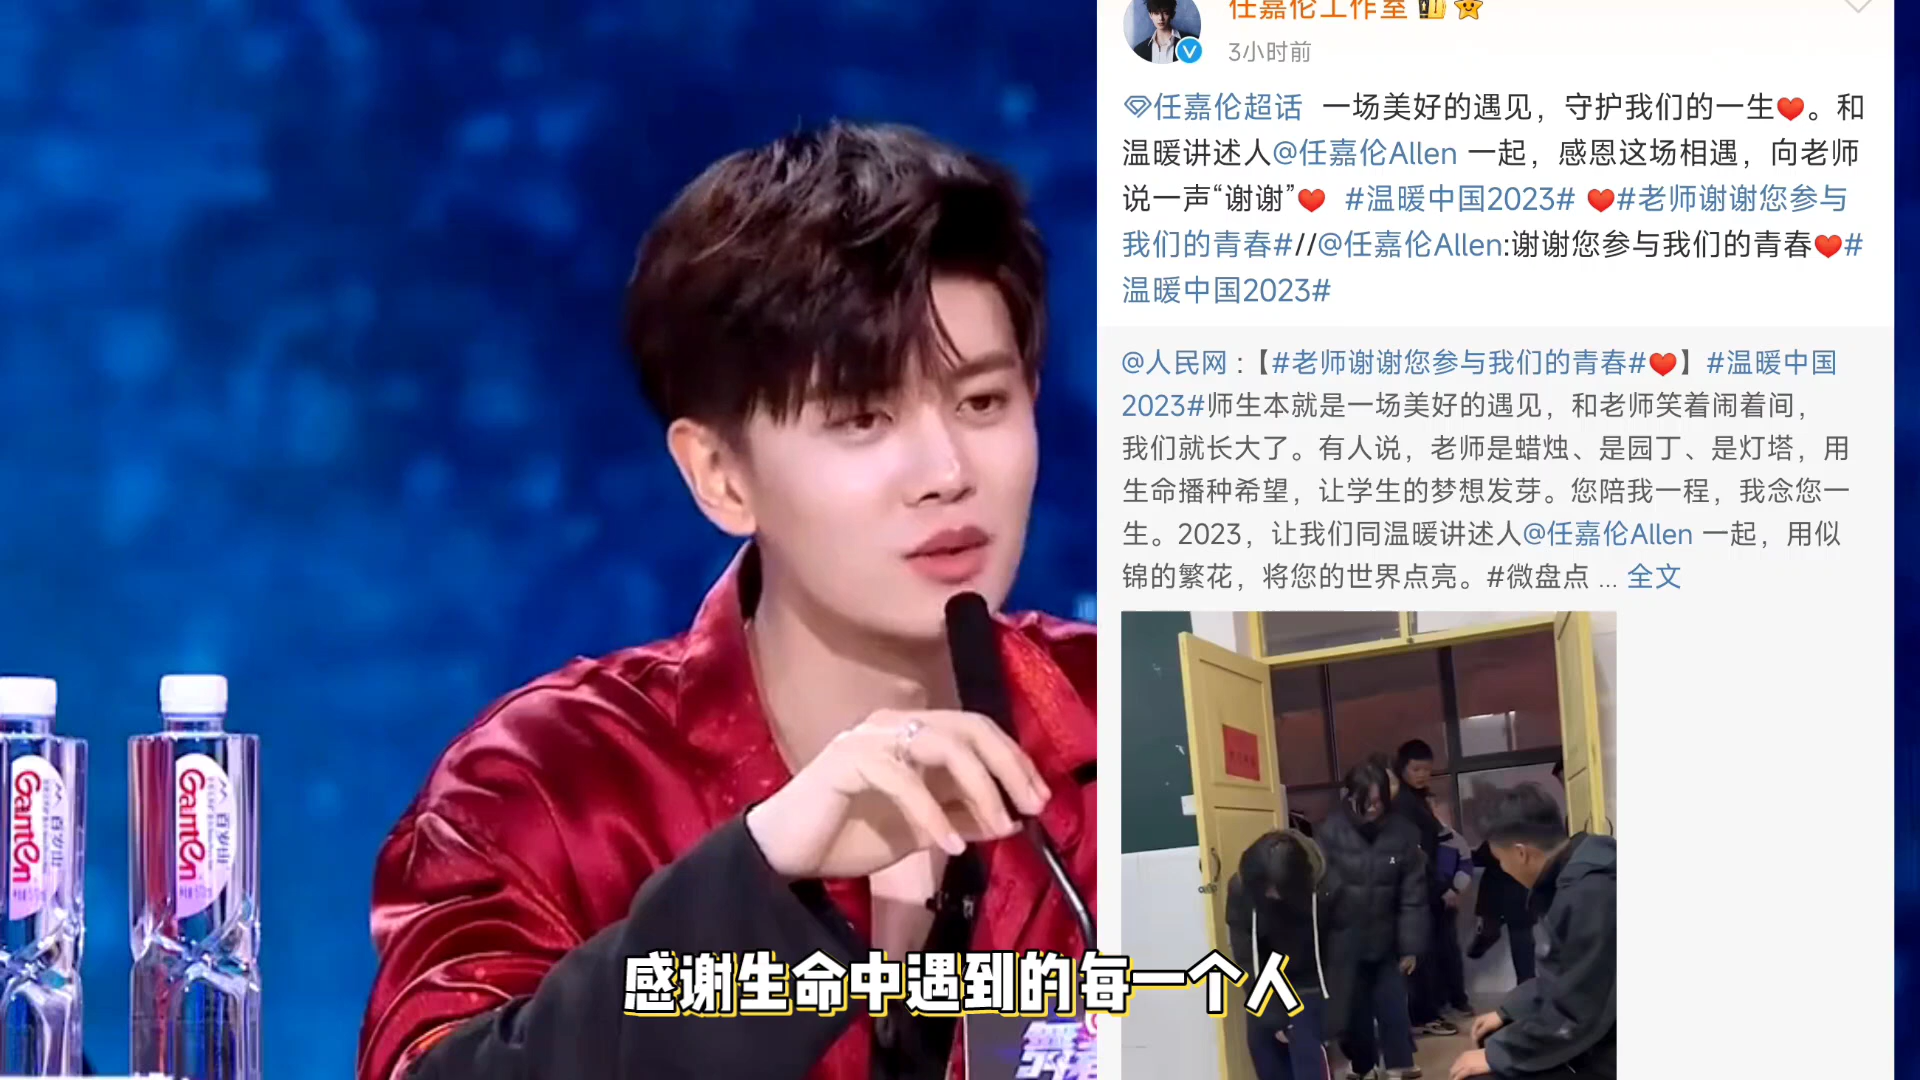 任嘉伦工作室
3小时前
任嘉伦超话 一场美好的遇见，守护我们的一生❤️。和
温暖讲述人@任嘉伦Allen 一起，感恩这场相遇，向老师
说一声“谢谢”❤️ #温暖中国2023# ❤️#老师谢谢您参与
我们的青春#//@任嘉伦Allen:谢谢您参与我们的青春❤️#
温暖中国2023#
@人民网：【#老师谢谢您参与我们的青春#❤️】#温暖中国
2023#师生本就是一场美好的遇见，和老师笑着闹着间，
我们就长大了。有人说，老师是蜡烛、是园丁、是灯塔，用
生命播种希望，让学生的梦想发芽。您陪我一程，我念您一
生。2023，让我们同温暖讲述人@任嘉伦Allen 一起，用似
锦的繁花，将您的世界点亮。#微盘点 ... 全文
Ganten
百岁山
Ganten
百岁山
感谢生命中遇到的每一个人